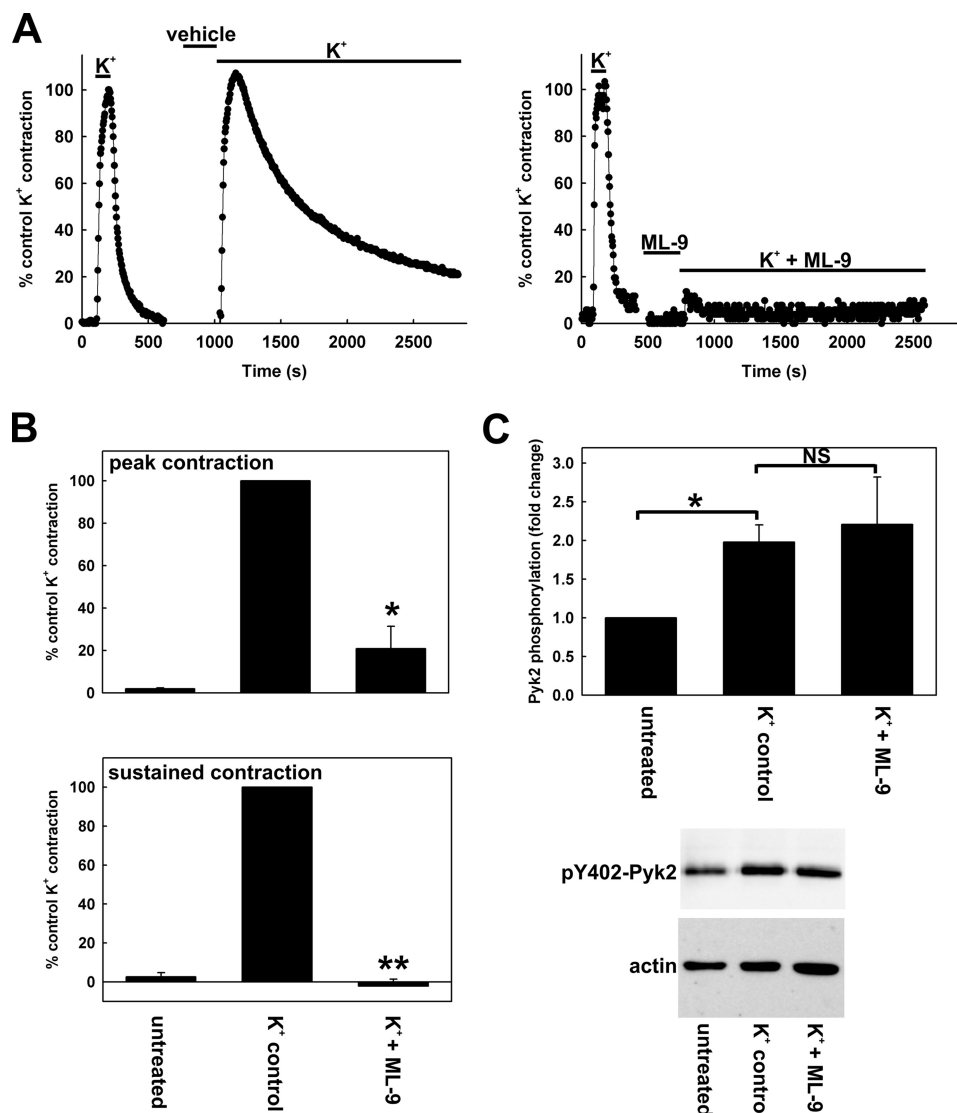 A
vehicle
K+
K+
% control K+ contraction
100
80
60
40
20
0
0 500 1000 1500 2000 2500
Time (s)
K+
ML-9
K+ + ML-9
% control K+ contraction
100
80
60
40
20
0
0 500 1000 1500 2000 2500
Time (s)
B
peak contraction
% control K+ contraction
100
80
60
40
20
0
*
sustained contraction
% control K+ contraction
100
80
60
40
20
0
**
untreated
K+ control
K+ + ML-9
C
Pyk2 phosphorylation (fold change)
3.0
2.5
2.0
1.5
1.0
0.5
0.0
*
NS
untreated
K+ control
K+ + ML-9
pY402-Pyk2
actin
untreated
K+ control
K+ + ML-9